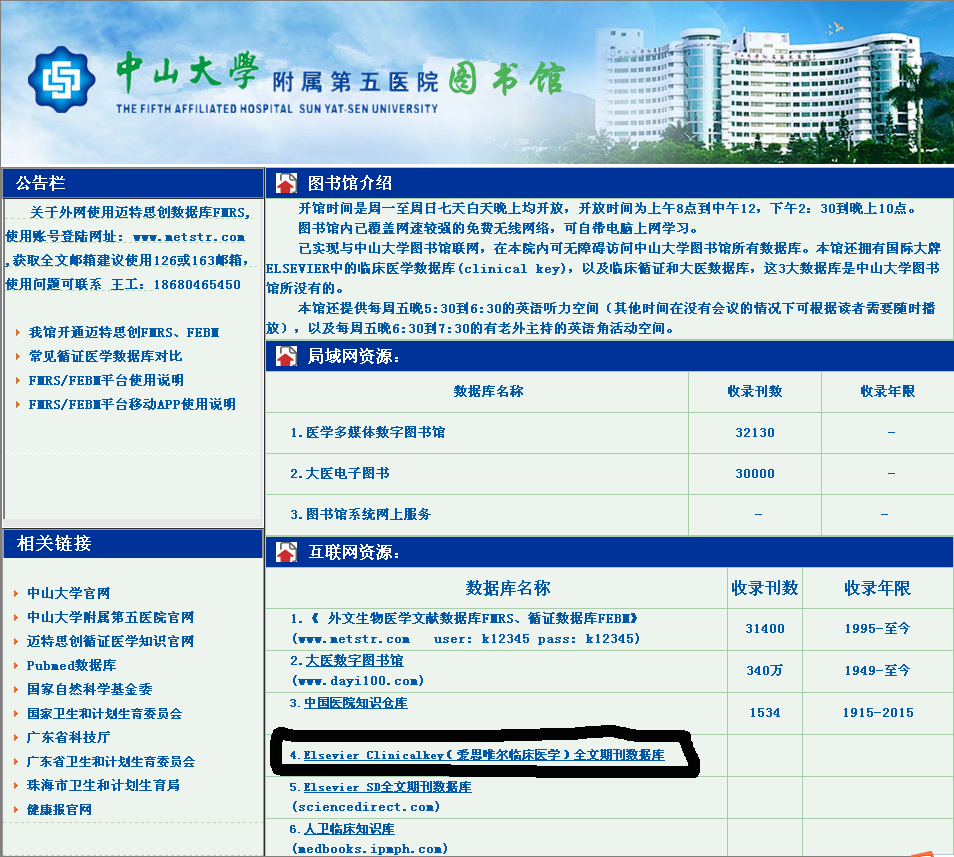 中山大学 附属第五医院 图书馆
THE FIFTH AFFILIATED HOSPITAL SUN YAT-SEN UNIVERSITY
公告栏
关于外网使用迈特思创数据库FMRS,
使用账号登陆网址: www.metstr.com
,获取全文邮箱建议使用126或163邮箱,
使用问题可联系 王工: 18680465450
我馆开通迈特思创FMRS、FEBM
常见循证医学数据库对比
FMRS/FEBM平台使用说明
FMRS/FEBM平台移动APP使用说明
相关链接
中山大学官网
中山大学附属第五医院官网
迈特思创循证医学知识官网
Pubmed数据库
国家自然科学基金委
国家卫生和计划生育委员会
广东省科技厅
广东省卫生和计划生育委员会
珠海市卫生和计划生育局
健康报官网
图书馆介绍
开馆时间是周一至周日七天白天晚上均开放，开放时间为上午8点到中午12，下午2：30到晚上10点。
图书馆内已覆盖网速较强的免费无线网络，可自带电脑上网学习。
已实现与中山大学图书馆联网，在本院内可无障碍访问中山大学图书馆所有数据库。本馆还拥有国际大牌
ELSEVIER中的临床医学数据库(clinical key)，以及临床循证和大医数据库，这3大数据库是中山大学图书
馆所没有的。
本馆还提供每周五晚5:30到6:30的英语听力空间（其他时间在没有会议的情况下可根据读者需要随时播
放），以及每周五晚6:30到7:30的有老外主持的英语角活动空间。
局域网资源:
数据库名称 收录刊数 收录年限
1.医学多媒体数字图书馆 32130 -
2.大医电子图书 30000 -
3.图书馆系统网上服务 - -
互联网资源:
数据库名称 收录刊数 收录年限
1.《 外文生物医学文献数据库FMRS、循证数据库FEBM》
(www.metstr.com user: k12345 pass: k12345) 31400 1995-至今
2.大医数字图书馆
(www.dayi100.com) 340万 1949-至今
3.中国医院知识仓库 1534 1915-2015
4.Elsevier Clinicalkey(爱思唯尔临床医学)全文期刊数据库
5.Elsevier SD全文期刊数据库
(sciencedirect.com)
6.人卫临床知识库
(medbooks.ipmph.com)